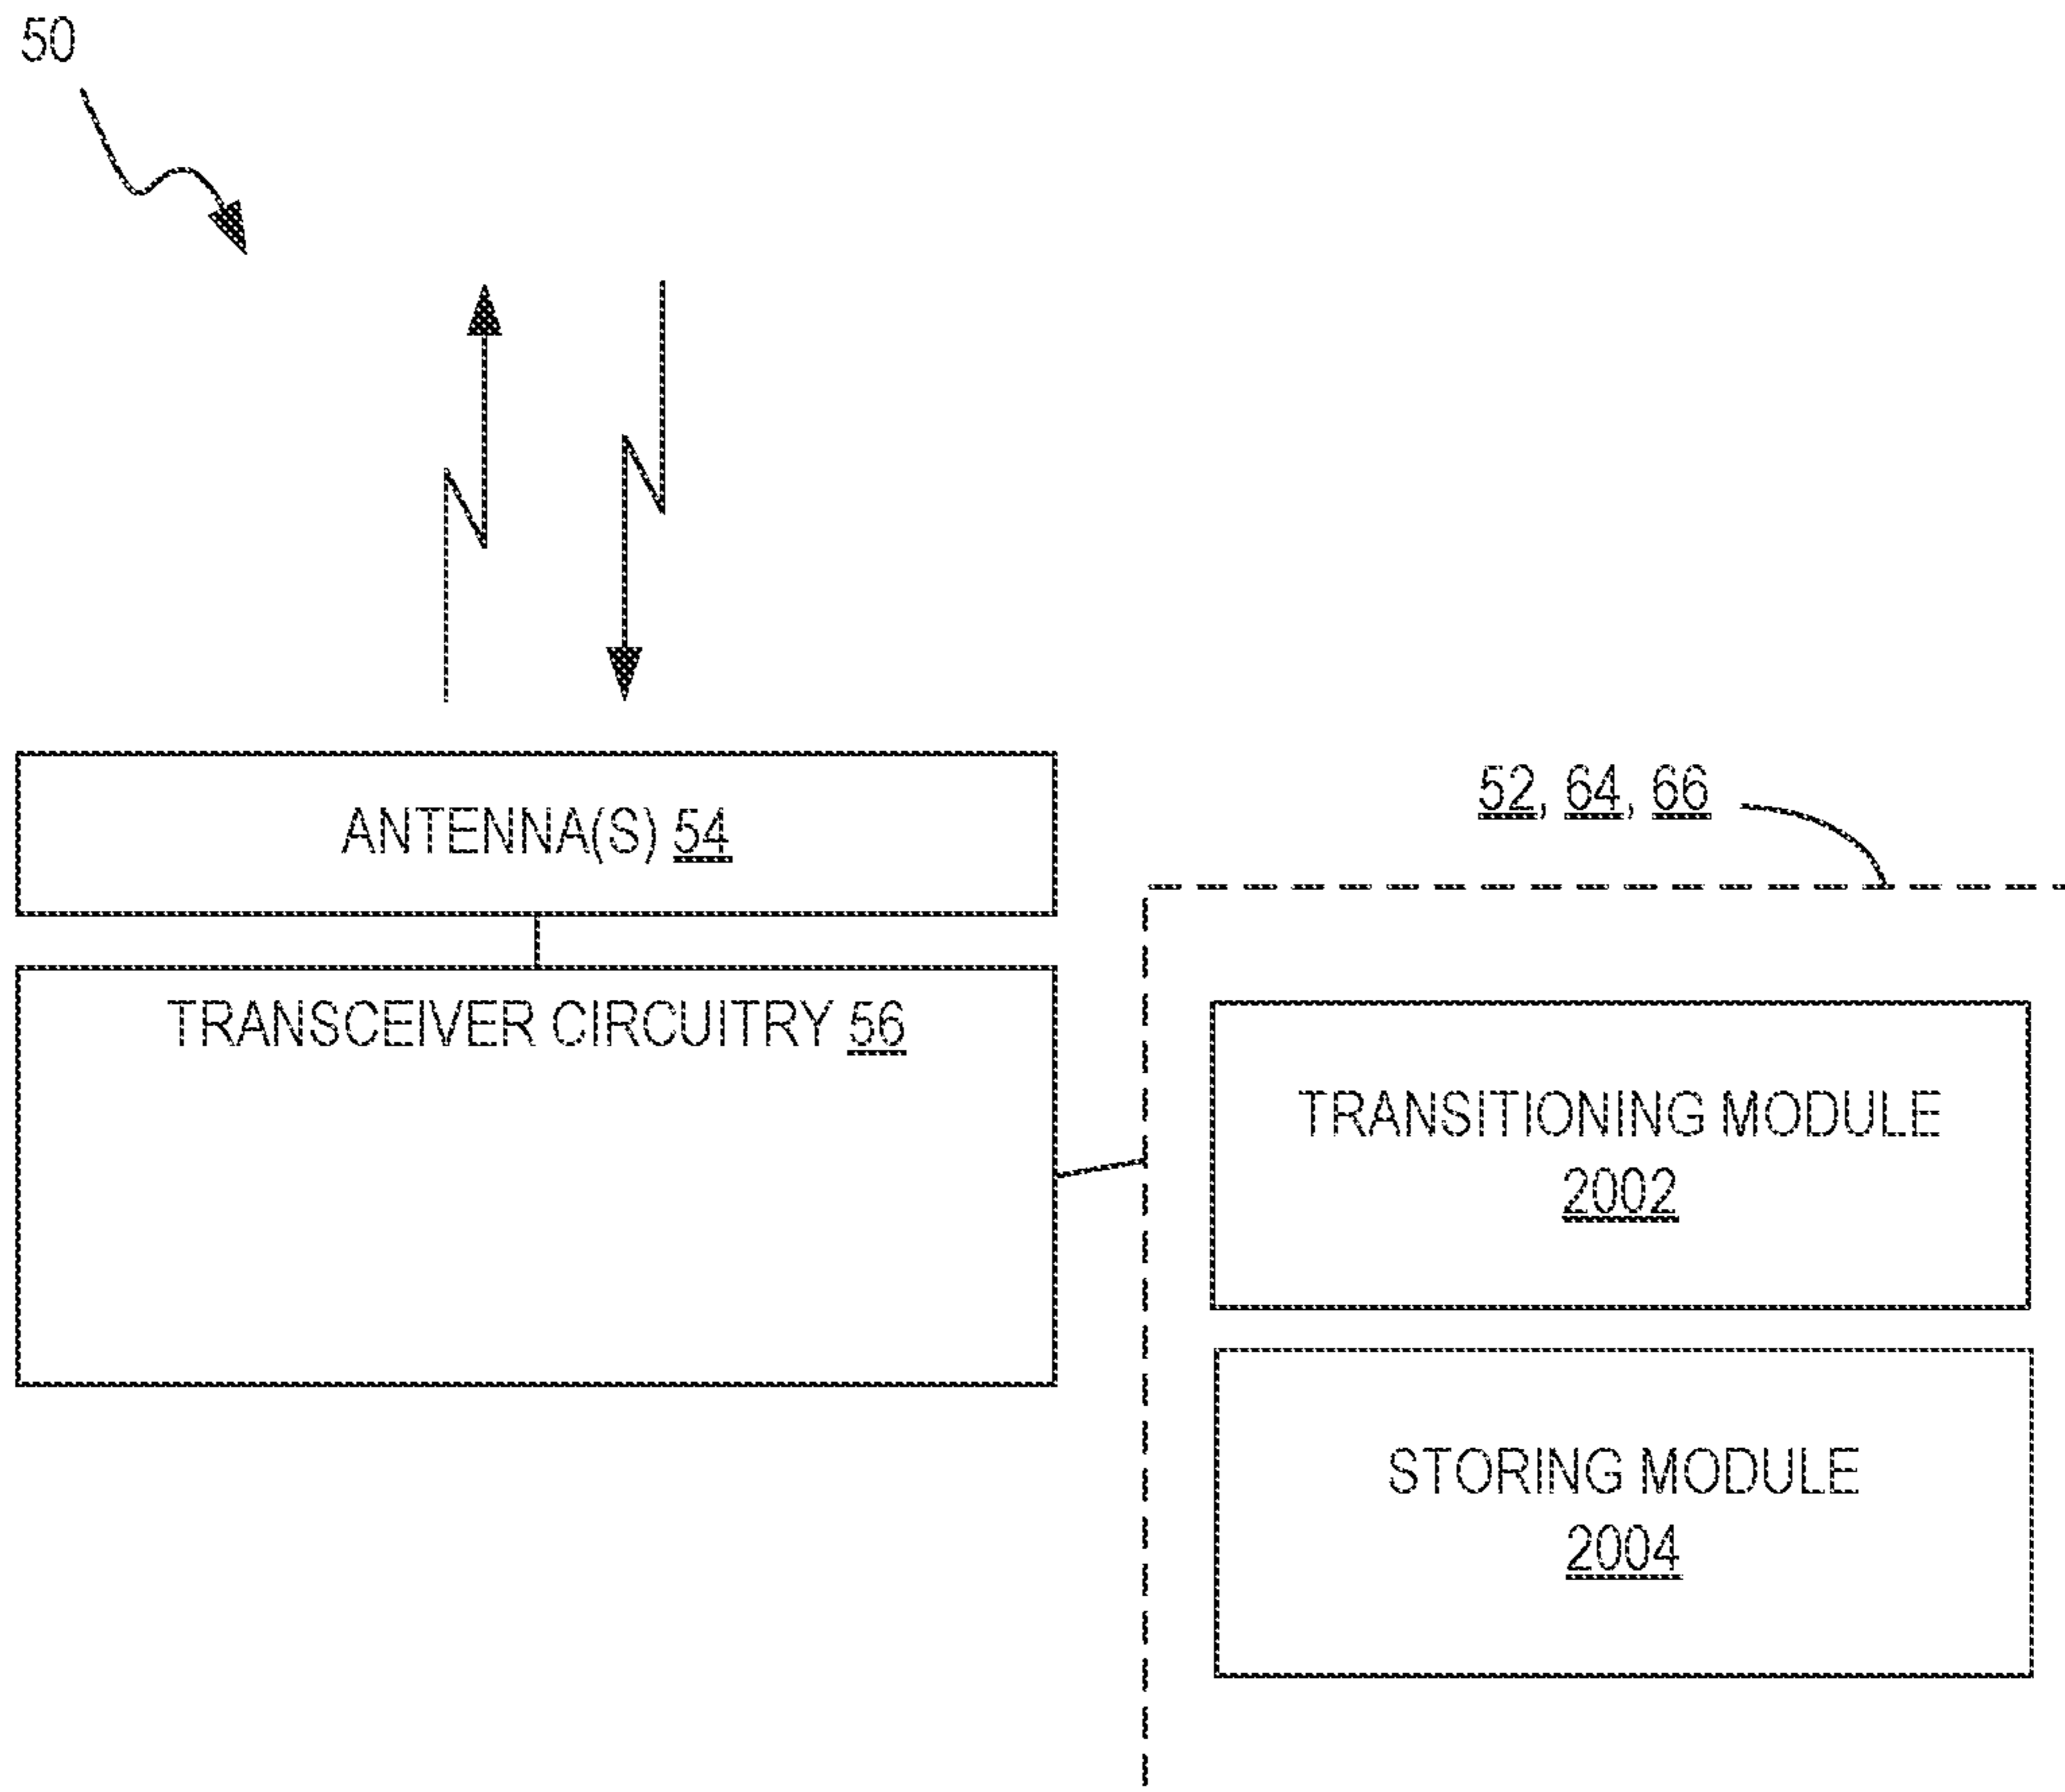 50
ANTENNA(S) 54
52, 64, 66
TRANSCEIVER CIRCUITRY 56
TRANSITIONING MODULE
2002
STORING MODULE
2004